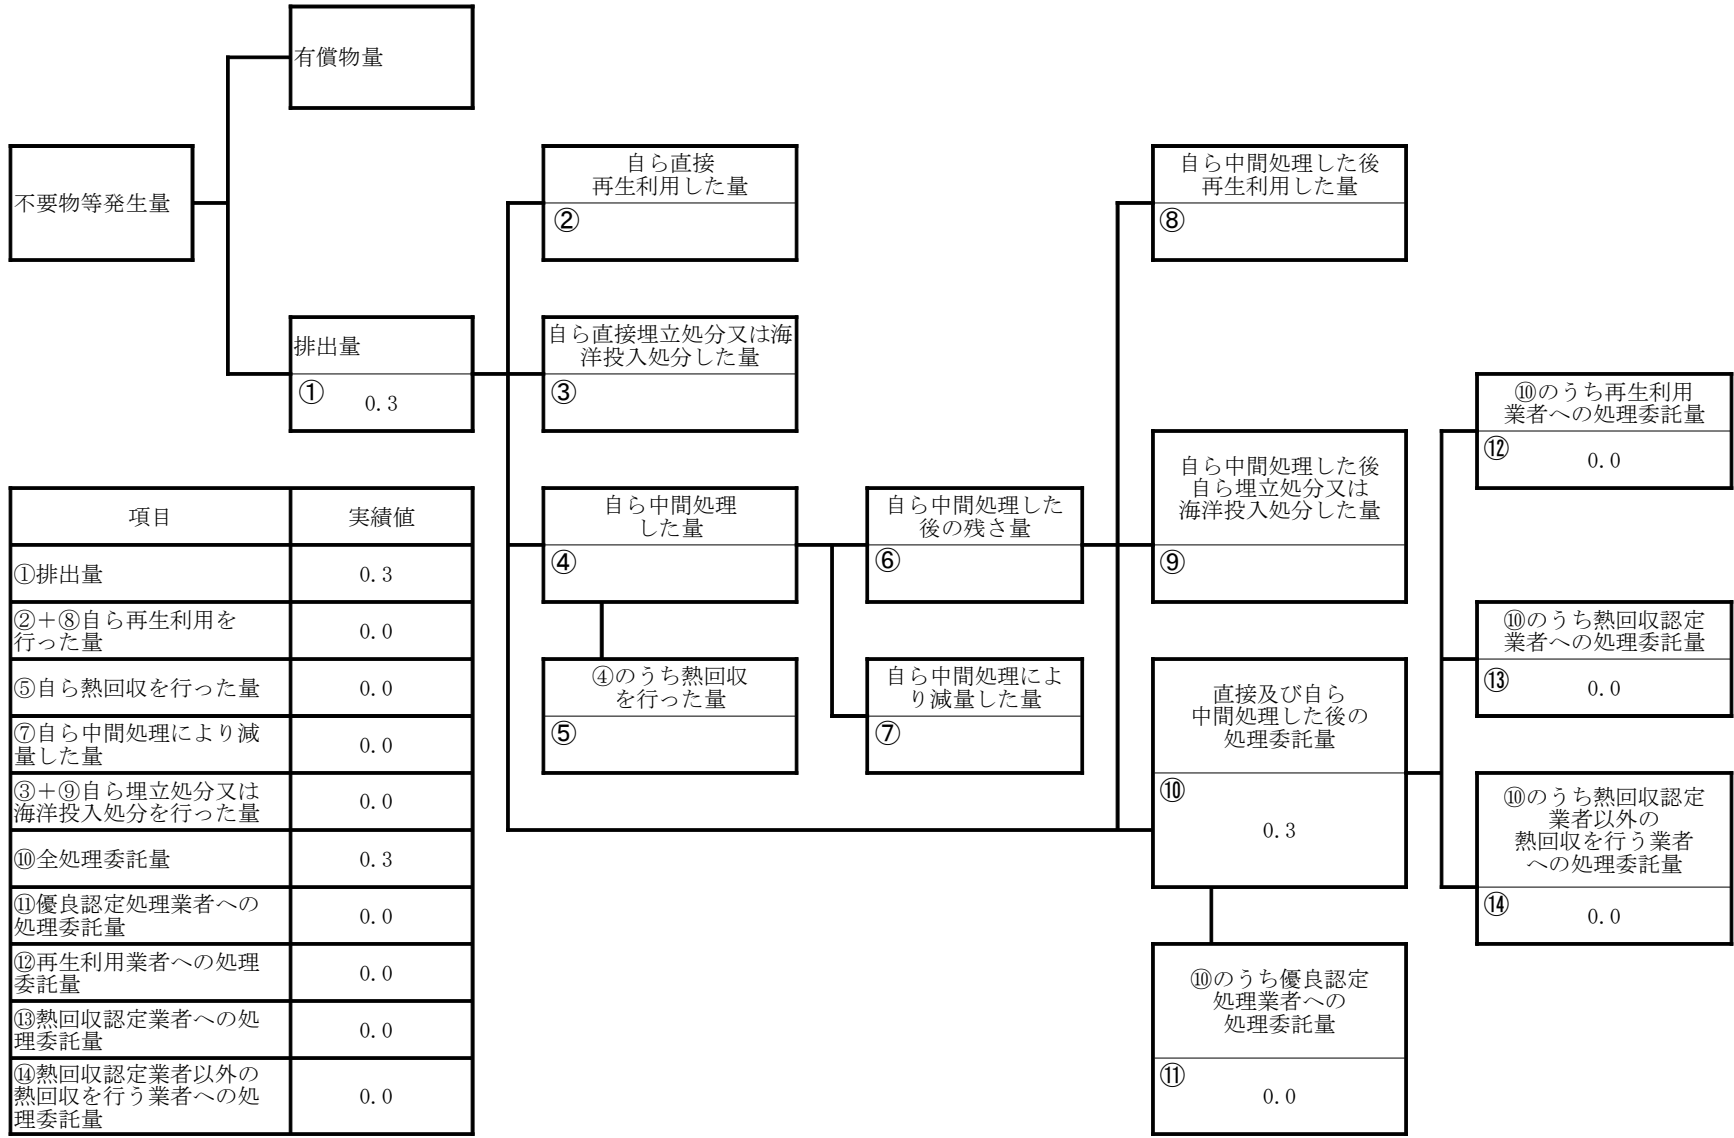 有償物量
不要物等発生量
排出量
①
0.3
自ら直接
再生利用した量
②
自ら直接埋立処分又は海
洋投入処分した量
③
自ら中間処理
した量
④
④のうち熱回収
を行った量
⑤
自ら中間処理した
後の残さ量
⑥
自ら中間処理によ
り減量した量
⑦
自ら中間処理した後
再生利用した量
⑧
自ら中間処理した後
自ら埋立処分又は
海洋投入処分した量
⑨
直接及び自ら
中間処理した後の
処理委託量
⑩
0.3
⑩のうち優良認定
処理業者への
処理委託量
⑪
0.0
⑩のうち再生利用
業者への処理委託量
⑫
0.0
⑩のうち熱回収認定
業者への処理委託量
⑬
0.0
⑩のうち熱回収認定
業者以外の
熱回収を行う業者
への処理委託量
⑭
0.0
項目 実績値
①排出量 0.3
②＋⑧自ら再生利用を
行った量 0.0
⑤自ら熱回収を行った量 0.0
⑦自ら中間処理により減
量した量 0.0
③＋⑨自ら埋立処分又は
海洋投入処分を行った量 0.0
⑩全処理委託量 0.3
⑪優良認定処理業者への
処理委託量 0.0
⑫再生利用業者への処理
委託量 0.0
⑬熱回収認定業者への処
理委託量 0.0
⑭熱回収認定業者以外の
熱回収を行う業者への処
理委託量 0.0